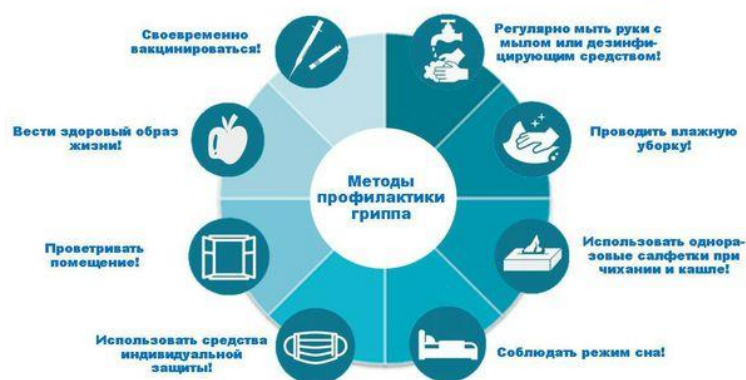 Своевременно
вакцинироваться!
Регулярно мыть руки с
мылом или дезинфи-
цирующим средством!
Вести здоровый образ
жизни!
Проводить влажную
уборку!
Методы
профилактики
гриппа
Проветривать
помещение!
Использовать однора-
зовые салфетки при
чихании и кашле!
Использовать средства
индивидуальной
защиты!
Соблюдать режим сна!